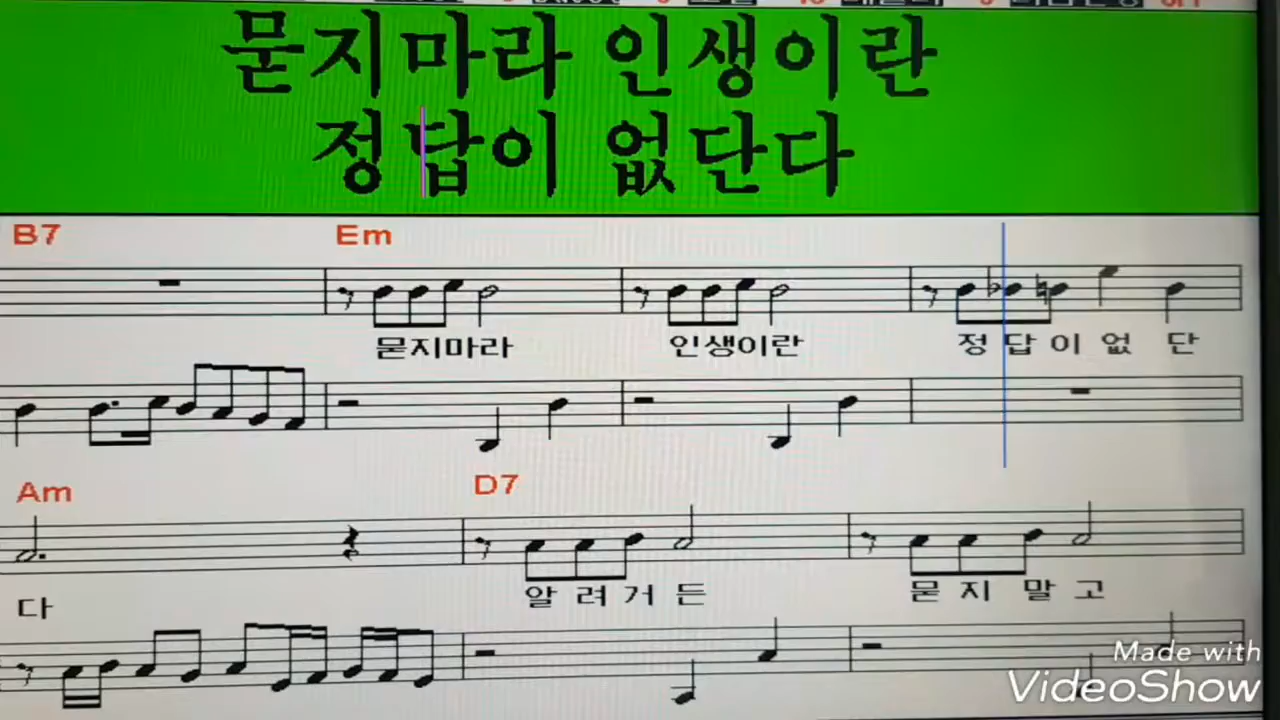 묻지마라 인생이란
정답이 없단다
B7 Em
묻지마라 인생이란 정 답 이 없 단
Am D7
다 알 려 거 든 묻 지 말 고
Made with
VideoShow